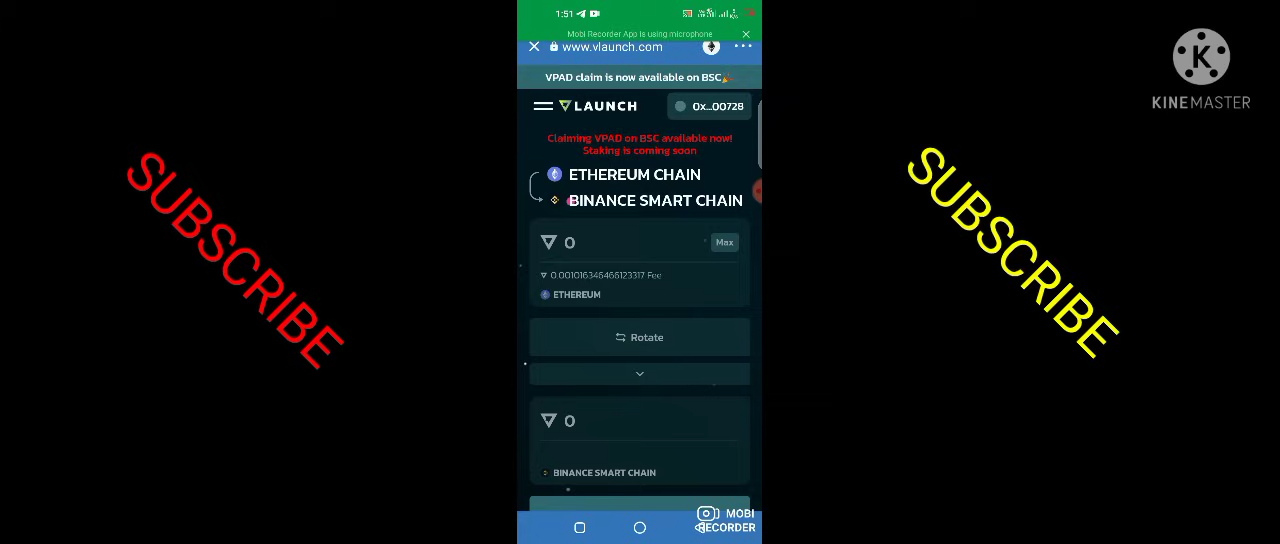 1:51
Mobi Recorder App is using microphone
www.vlaunch.com
VPAD claim is now available on BSC🎉
VLAUNCH
0x...00728
Claiming VPAD on BSC available now!
Staking is coming soon
ETHEREUM CHAIN
BINANCE SMART CHAIN
0
Max
0.001016346466123317 Fee
ETHEREUM
Rotate
0
BINANCE SMART CHAIN
MOBI
RECORDER
SUBSCRIBE
SUBSCRIBE
K
KINEMASTER